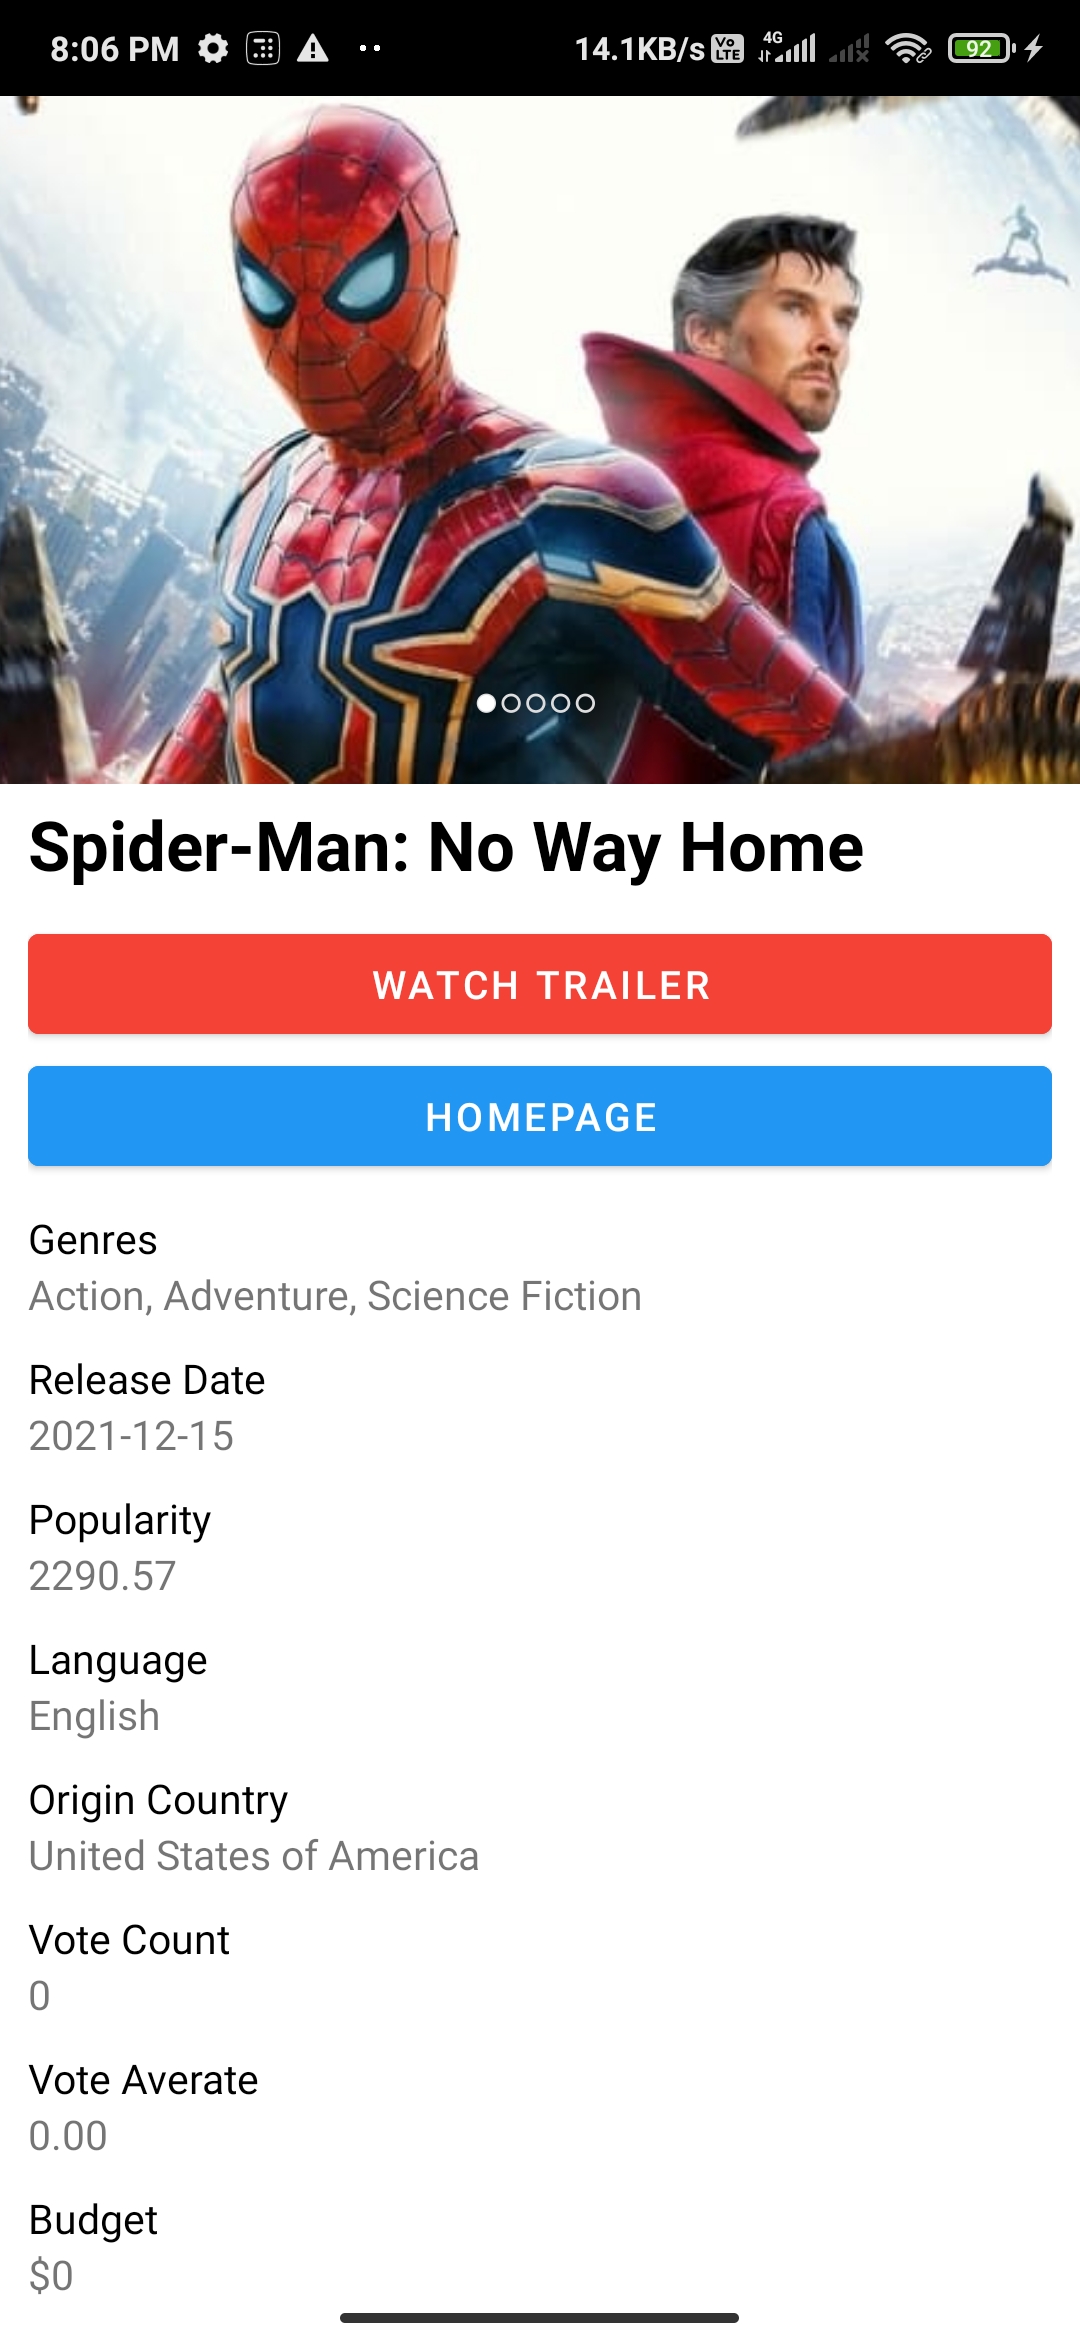 8:06 PM 14.1KB/s Vo LTE 4G 92
Spider-Man: No Way Home
WATCH TRAILER
HOMEPAGE
Genres
Action, Adventure, Science Fiction
Release Date
2021-12-15
Popularity
2290.57
Language
English
Origin Country
United States of America
Vote Count
0
Vote Averate
0.00
Budget
$0